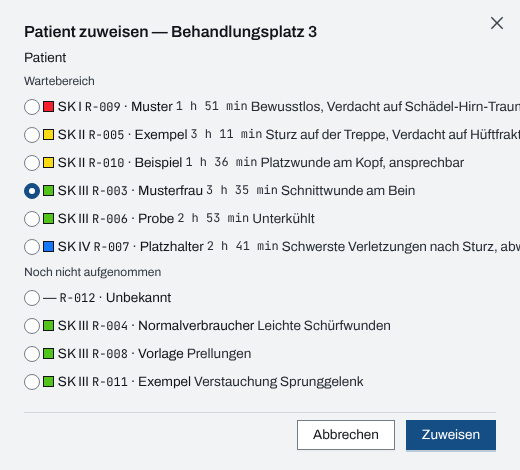 Patient zuweisen — Behandlungsplatz 3
Patient
Wartebereich
SK I R-009 · Muster 1 h 51 min Bewusstlos, Verdacht auf Schädel-Hirn-Traun
SK II R-005 · Exempel 3 h 11 min Sturz auf der Treppe, Verdacht auf Hüftfrakt
SK II R-010 · Beispiel 1 h 36 min Platzwunde am Kopf, ansprechbar
SK III R-003 · Musterfrau 3 h 35 min Schnittwunde am Bein
SK III R-006 · Probe 2 h 53 min Unterkühlt
SK IV R-007 · Platzhalter 2 h 41 min Schwerste Verletzungen nach Sturz, abw
Noch nicht aufgenommen
— R-012 · Unbekannt
SK III R-004 · Normalverbraucher Leichte Schürfwunden
SK III R-008 · Vorlage Prellungen
SK III R-011 · Exempel Verstauchung Sprunggelenk
Abbrechen Zuweisen